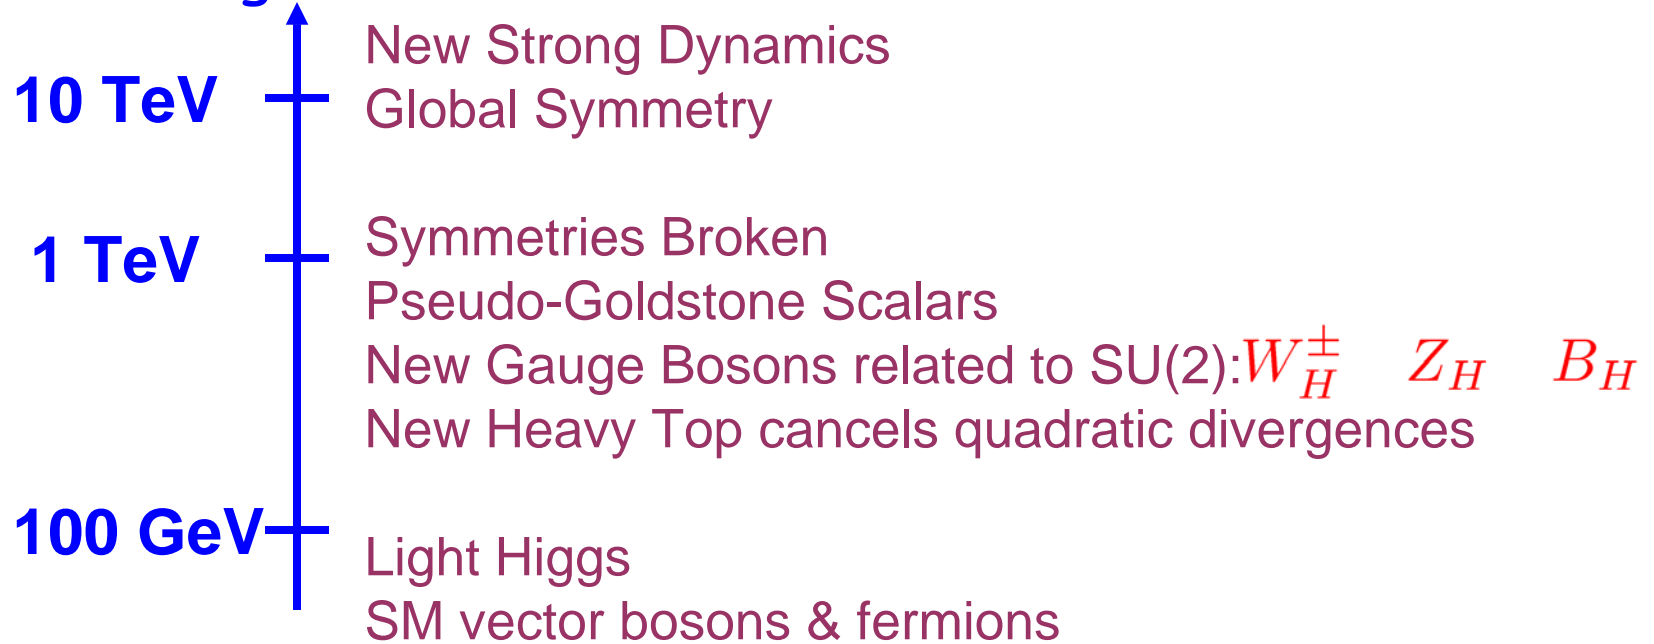 New Strong Dynamics
10 TeV Global Symmetry
Symmetries Broken
1 TeV
Pseudo-Goldstone Scalars
New Gauge Bosons related to SU(2): $W_H^{\pm}$ $Z_H$ $B_H$
New Heavy Top cancels quadratic divergences
100 GeV
Light Higgs
SM vector bosons & fermions